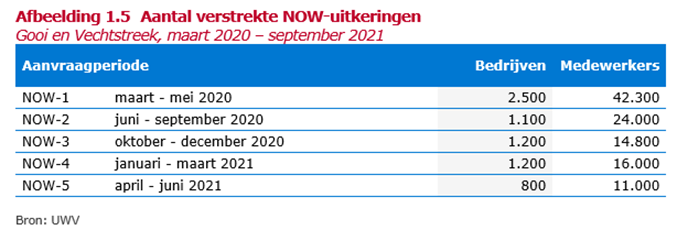 Afbeelding 1.5 Aantal verstrekte NOW-uitkeringen
Gooi en Vechtstreek, maart 2020 – september 2021
Aanvraagperiode Bedrijven Medewerkers
NOW-1 maart - mei 2020 2.500 42.300
NOW-2 juni - september 2020 1.100 24.000
NOW-3 oktober - december 2020 1.200 14.800
NOW-4 januari - maart 2021 1.200 16.000
NOW-5 april - juni 2021 800 11.000
Bron: UWV